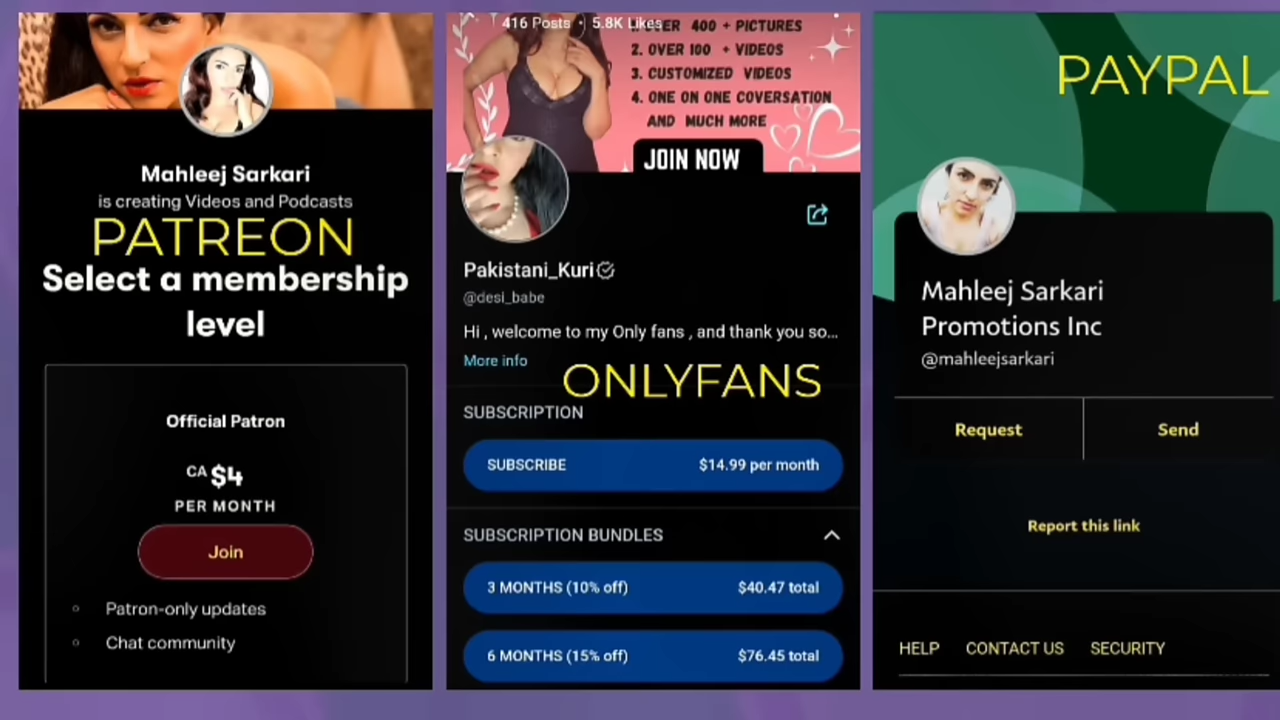 Mahleej Sarkari
is creating Videos and Podcasts
PATREON
Select a membership
level
Official Patron
CA $4
PER MONTH
Join
Patron-only updates
Chat community
416 Posts • 5.8K Likes
1. OVER 400 + PICTURES
2. OVER 100 + VIDEOS
3. CUSTOMIZED VIDEOS
4. ONE ON ONE COVERSATION
AND MUCH MORE
JOIN NOW
Pakistani_Kuri
@desi_babe
Hi , welcome to my Only fans , and thank you so...
More info
ONLYFANS
SUBSCRIPTION
SUBSCRIBE $14.99 per month
SUBSCRIPTION BUNDLES
3 MONTHS (10% off) $40.47 total
6 MONTHS (15% off) $76.45 total
PAYPAL
Mahleej Sarkari
Promotions Inc
@mahleejsarkari
Request Send
Report this link
HELP CONTACT US SECURITY